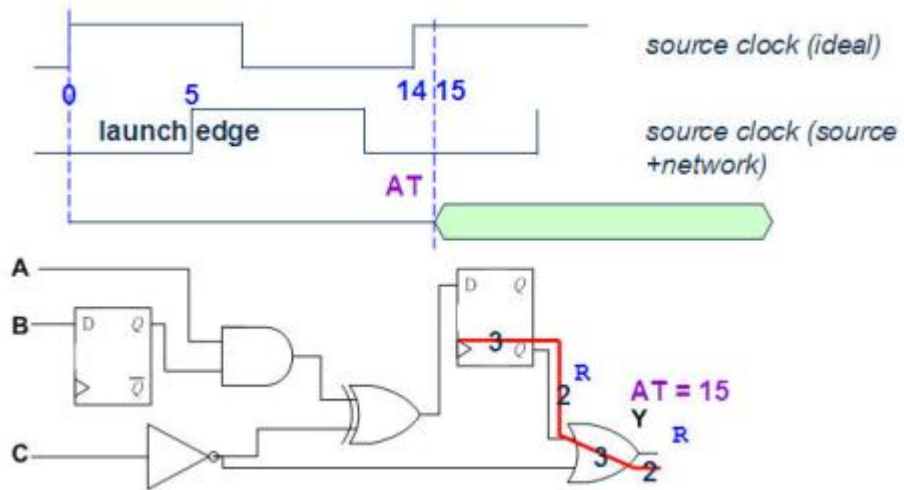 source clock (ideal)
0 5 14 15
launch edge
source clock (source
+network)
AT
A
B
C
D Q
Q
D Q
3 Q
R
2
AT = 15
Y
R
3
2